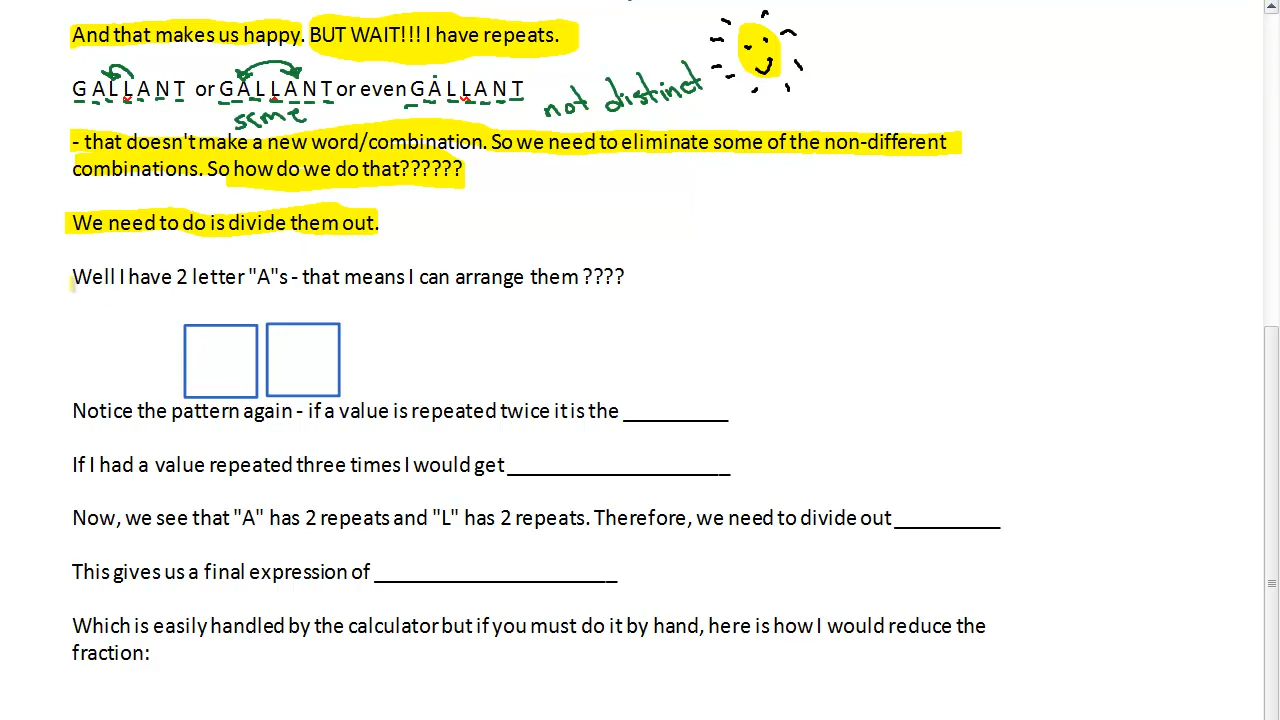 And that makes us happy. BUT WAIT!!! I have repeats.
G A L L A N T or G A L L A N T or even G A L L A N T not distinct
same
- that doesn't make a new word/combination. So we need to eliminate some of the non-different
combinations. So how do we do that??????
We need to do is divide them out.
Well I have 2 letter "A"s - that means I can arrange them ????
Notice the pattern again - if a value is repeated twice it is the _________
If I had a value repeated three times I would get ___________________
Now, we see that "A" has 2 repeats and "L" has 2 repeats. Therefore, we need to divide out _________
This gives us a final expression of _____________________
Which is easily handled by the calculator but if you must do it by hand, here is how I would reduce the
fraction: